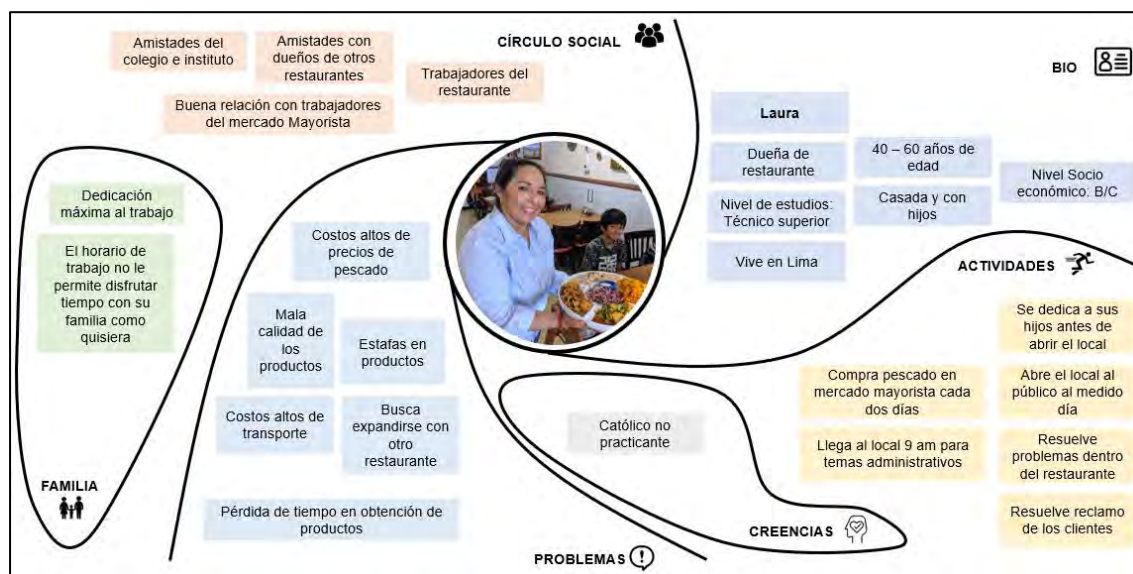 CÍRCULO SOCIAL
Amistades del
colegio e instituto
Amistades con
dueños de otros
restaurantes
Trabajadores del
restaurante
Buena relación con trabajadores
del mercado Mayorista
BIO
Laura
Dueña de
restaurante
40 – 60 años de
edad
Nivel Socio
económico: B/C
Nivel de estudios:
Técnico superior
Casada y con
hijos
Vive en Lima
Dedicación
máxima al trabajo
El horario de
trabajo no le
permite disfrutar
tiempo con su
familia como
quisiera
FAMILIA
Costos altos de
precios de
pescado
Mala
calidad de
los
productos
Estafas en
productos
Costos altos de
transporte
Busca
expandirse con
otro
restaurante
Pérdida de tiempo en obtención de
productos
PROBLEMAS
Católico no
practicante
CREENCIAS
ACTIVIDADES
Se dedica a sus
hijos antes de
abrir el local
Compra pescado en
mercado mayorista cada
dos días
Abre el local al
público al medido
día
Llega al local 9 am para
temas administrativos
Resuelve
problemas dentro
del restaurante
Resuelve reclamo
de los clientes